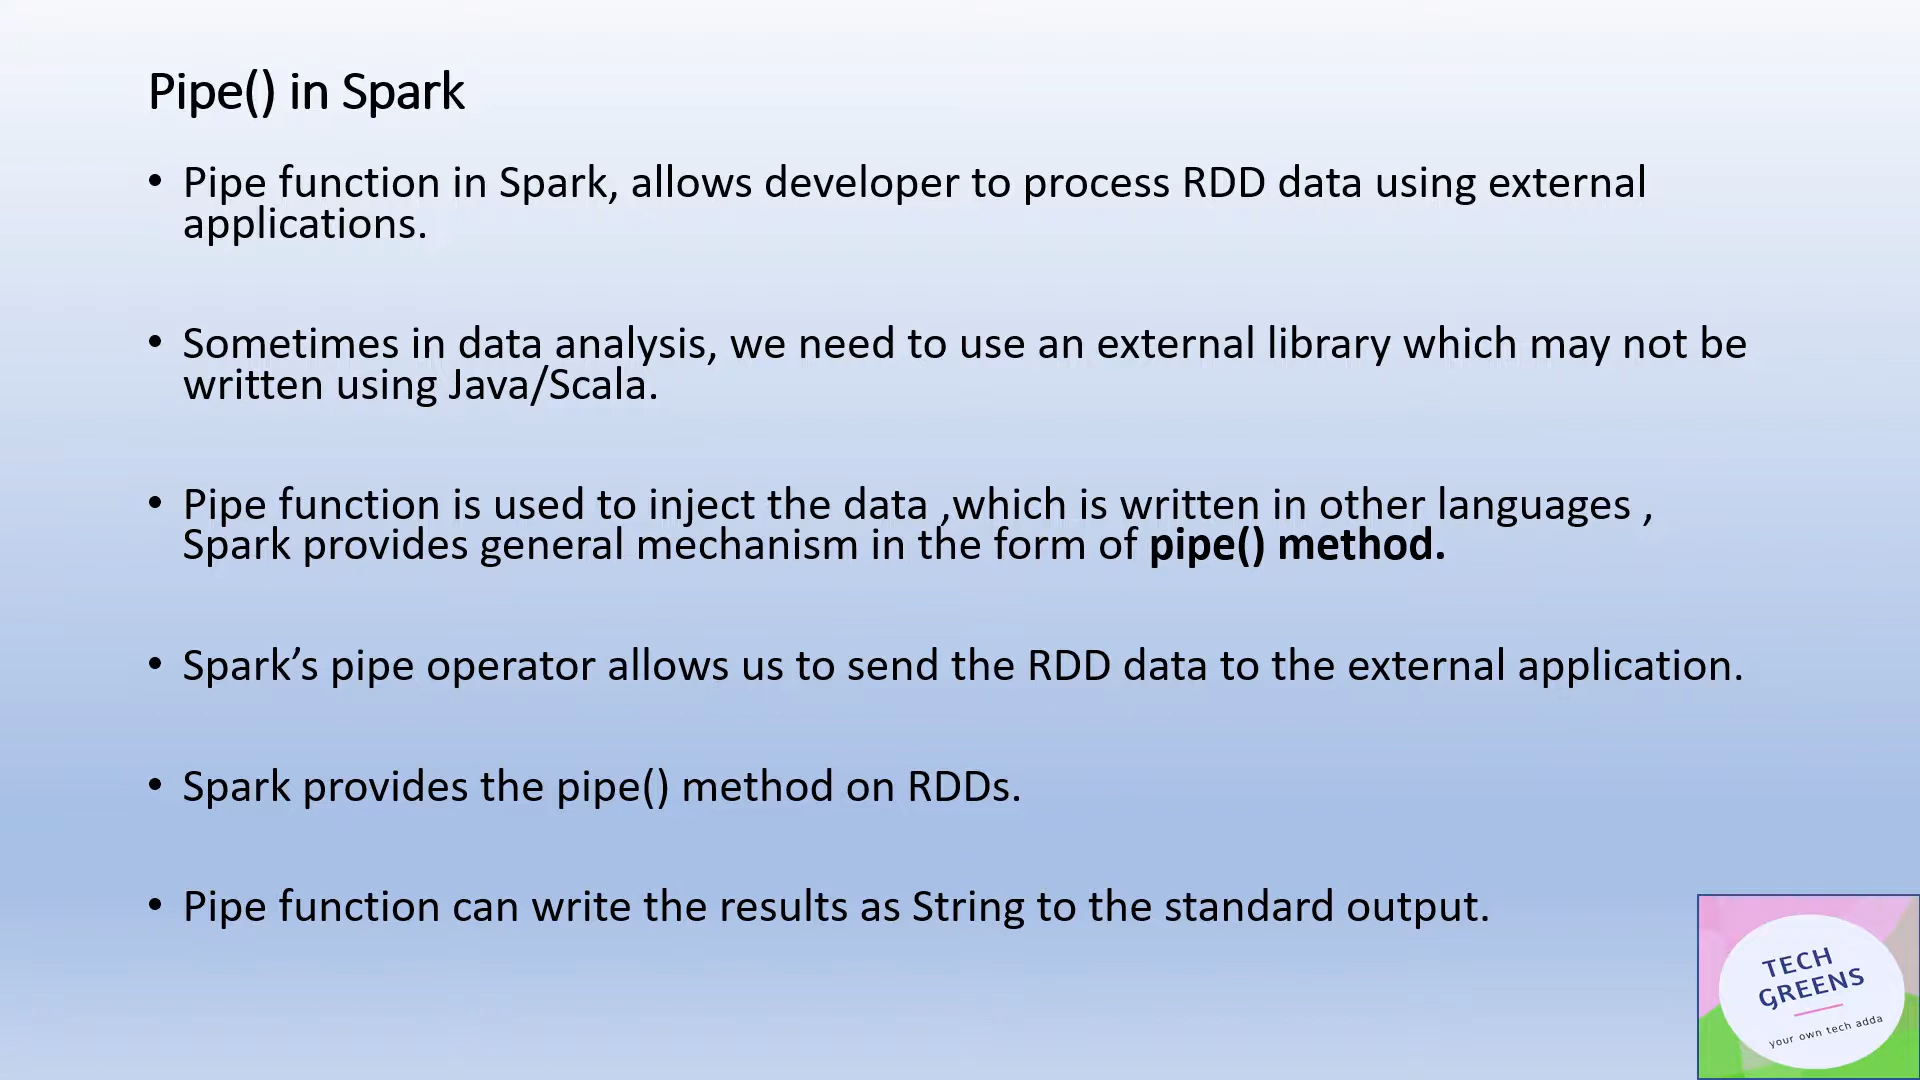 Pipe() in Spark
• Pipe function in Spark, allows developer to process RDD data using external
applications.
• Sometimes in data analysis, we need to use an external library which may not be
written using Java/Scala.
• Pipe function is used to inject the data ,which is written in other languages ,
Spark provides general mechanism in the form of pipe() method.
• Spark’s pipe operator allows us to send the RDD data to the external application.
• Spark provides the pipe() method on RDDs.
• Pipe function can write the results as String to the standard output.
TECH
GREENS
your own tech adda